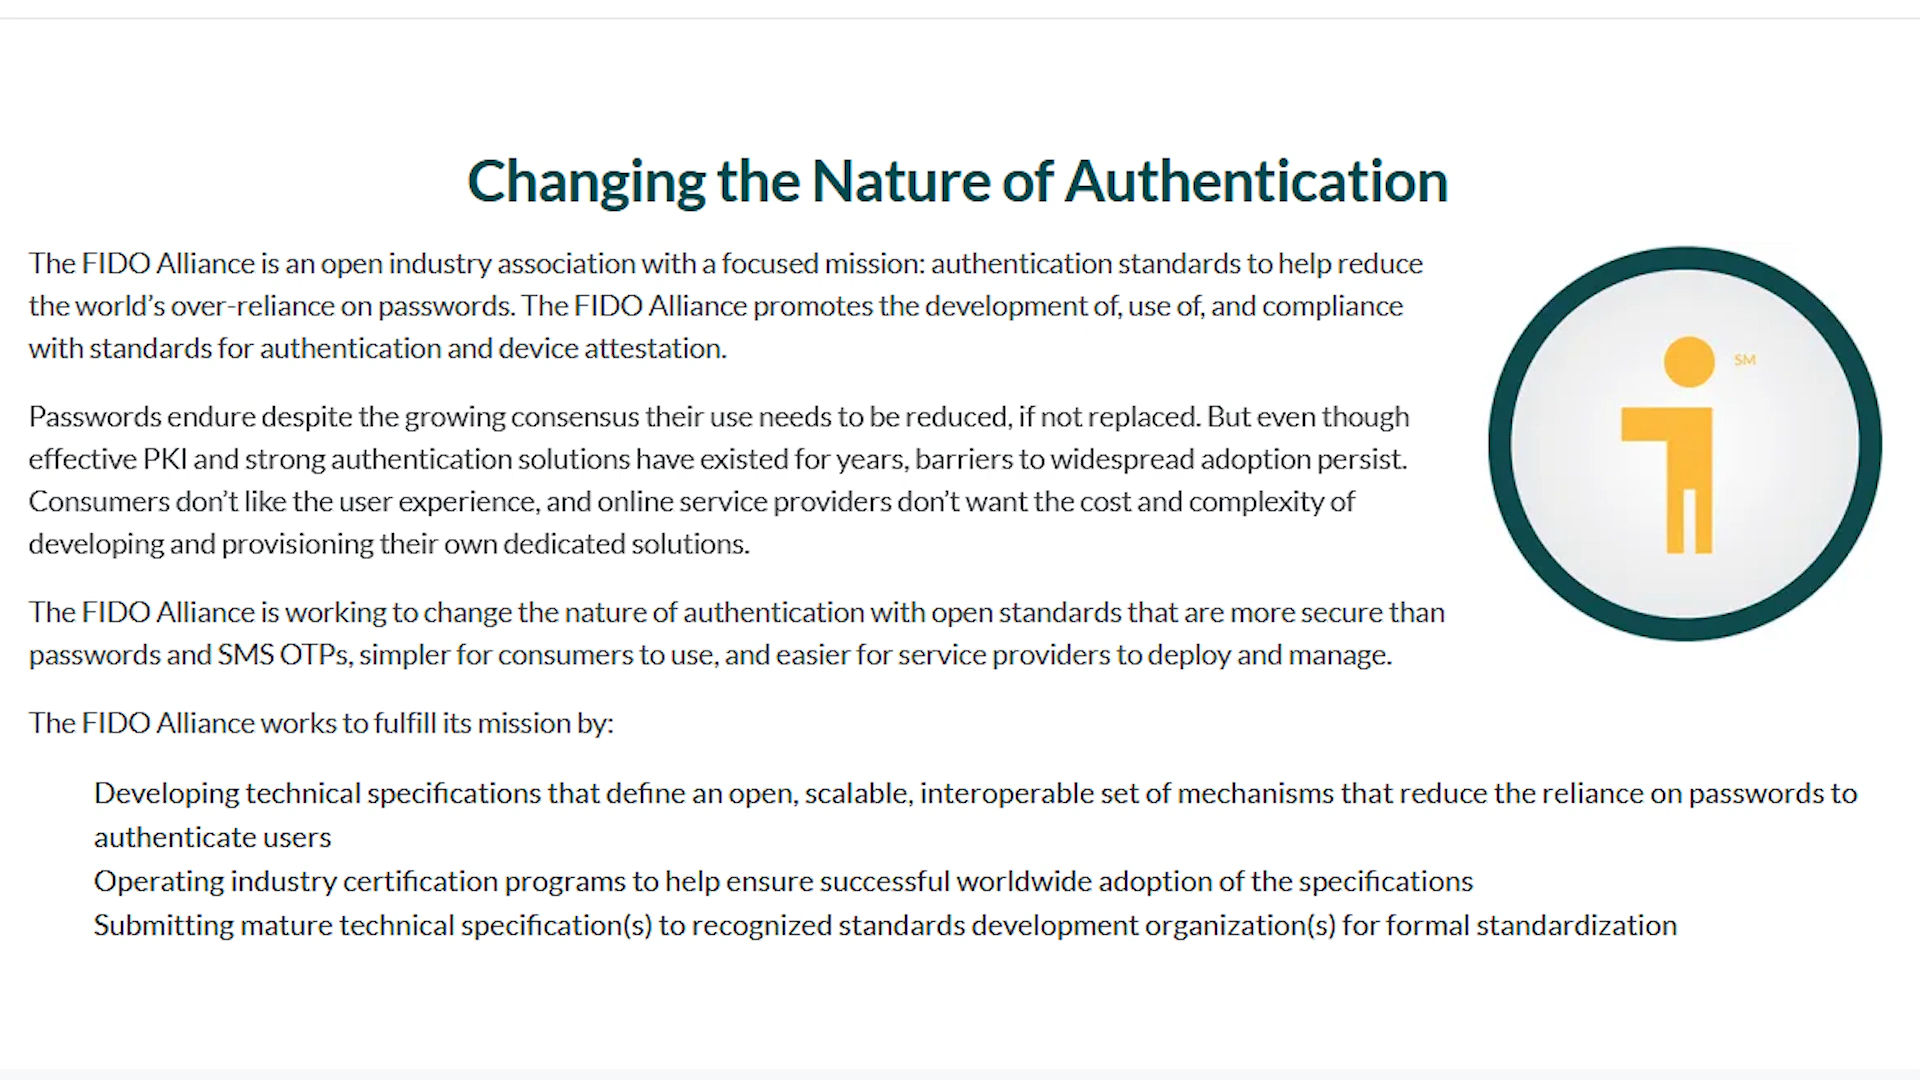 Changing the Nature of Authentication
The FIDO Alliance is an open industry association with a focused mission: authentication standards to help reduce
the world’s over-reliance on passwords. The FIDO Alliance promotes the development of, use of, and compliance
with standards for authentication and device attestation.
SM
Passwords endure despite the growing consensus their use needs to be reduced, if not replaced. But even though
effective PKI and strong authentication solutions have existed for years, barriers to widespread adoption persist.
Consumers don’t like the user experience, and online service providers don’t want the cost and complexity of
developing and provisioning their own dedicated solutions.
The FIDO Alliance is working to change the nature of authentication with open standards that are more secure than
passwords and SMS OTPs, simpler for consumers to use, and easier for service providers to deploy and manage.
The FIDO Alliance works to fulfill its mission by:
Developing technical specifications that define an open, scalable, interoperable set of mechanisms that reduce the reliance on passwords to
authenticate users
Operating industry certification programs to help ensure successful worldwide adoption of the specifications
Submitting mature technical specification(s) to recognized standards development organization(s) for formal standardization